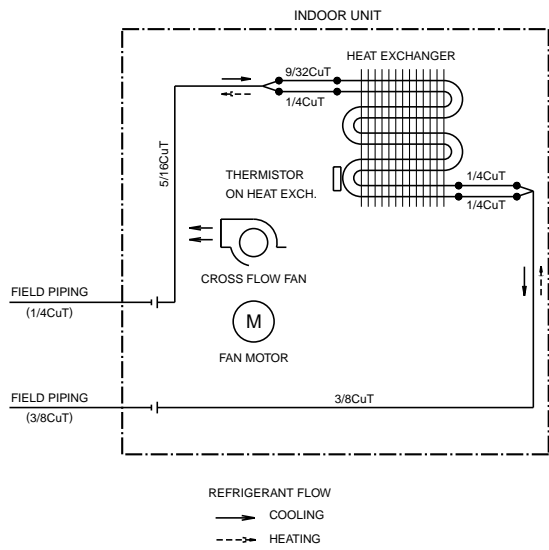 INDOOR UNIT
HEAT EXCHANGER
9/32CuT
1/4CuT
5/16CuT
THERMISTOR
ON HEAT EXCH.
1/4CuT
1/4CuT
CROSS FLOW FAN
FIELD PIPING
(1/4CuT)
M
FAN MOTOR
FIELD PIPING
(3/8CuT)
3/8CuT
REFRIGERANT FLOW
COOLING
HEATING